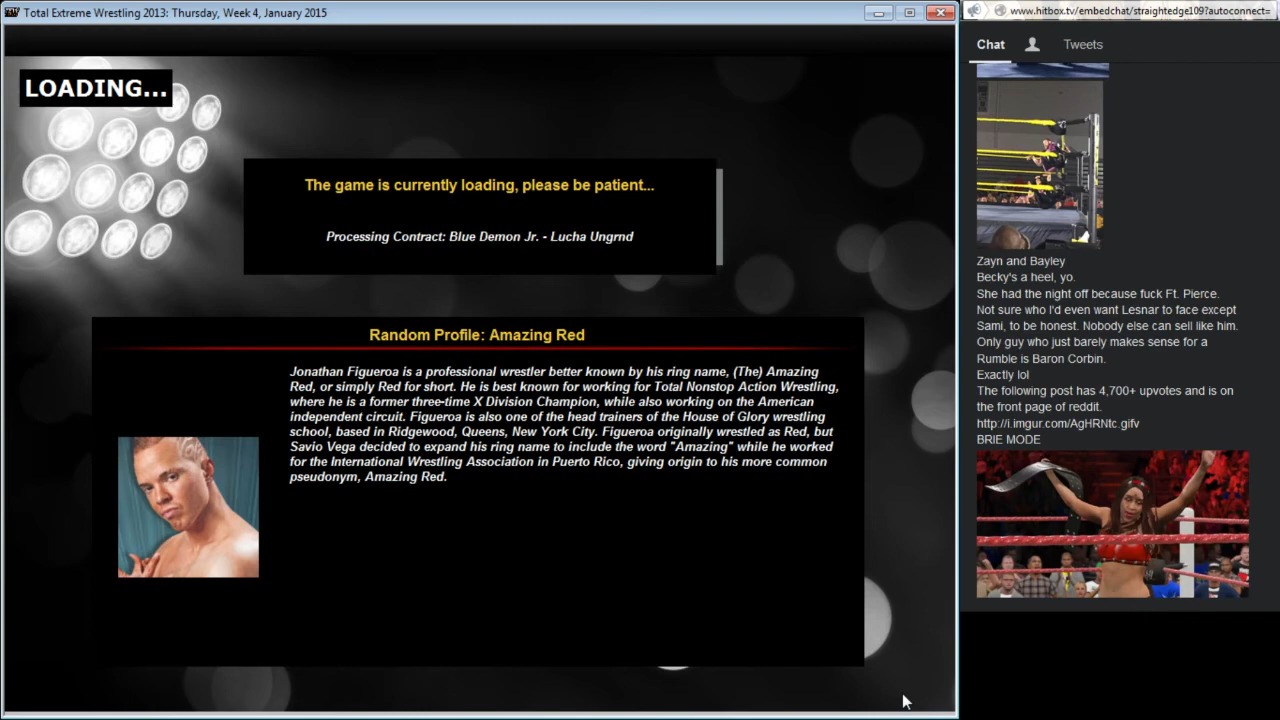 Total Extreme Wrestling 2013: Thursday, Week 4, January 2015
LOADING...
The game is currently loading, please be patient...
Processing Contract: Blue Demon Jr. - Lucha Ungrnd
Random Profile: Amazing Red
Jonathan Figueroa is a professional wrestler better known by his ring name, (The) Amazing
Red, or simply Red for short. He is best known for working for Total Nonstop Action Wrestling,
where he is a former three-time X Division Champion, while also working on the American
independent circuit. Figueroa is also one of the head trainers of the House of Glory wrestling
school, based in Ridgewood, Queens, New York City. Figueroa originally wrestled as Red, but
Savio Vega decided to expand his ring name to include the word "Amazing" while he worked
for the International Wrestling Association in Puerto Rico, giving origin to his more common
pseudonym, Amazing Red.
www.hitbox.tv/embedchat/straightedge109?autoconnect=
Chat
Tweets
Zayn and Bayley
Becky's a heel, yo.
She had the night off because fuck Ft. Pierce.
Not sure who I'd even want Lesnar to face except
Sami, to be honest. Nobody else can sell like him.
Only guy who just barely makes sense for a
Rumble is Baron Corbin.
Exactly lol
The following post has 4,700+ upvotes and is on
the front page of reddit.
http://i.imgur.com/AgHRNtc.gifv
BRIE MODE